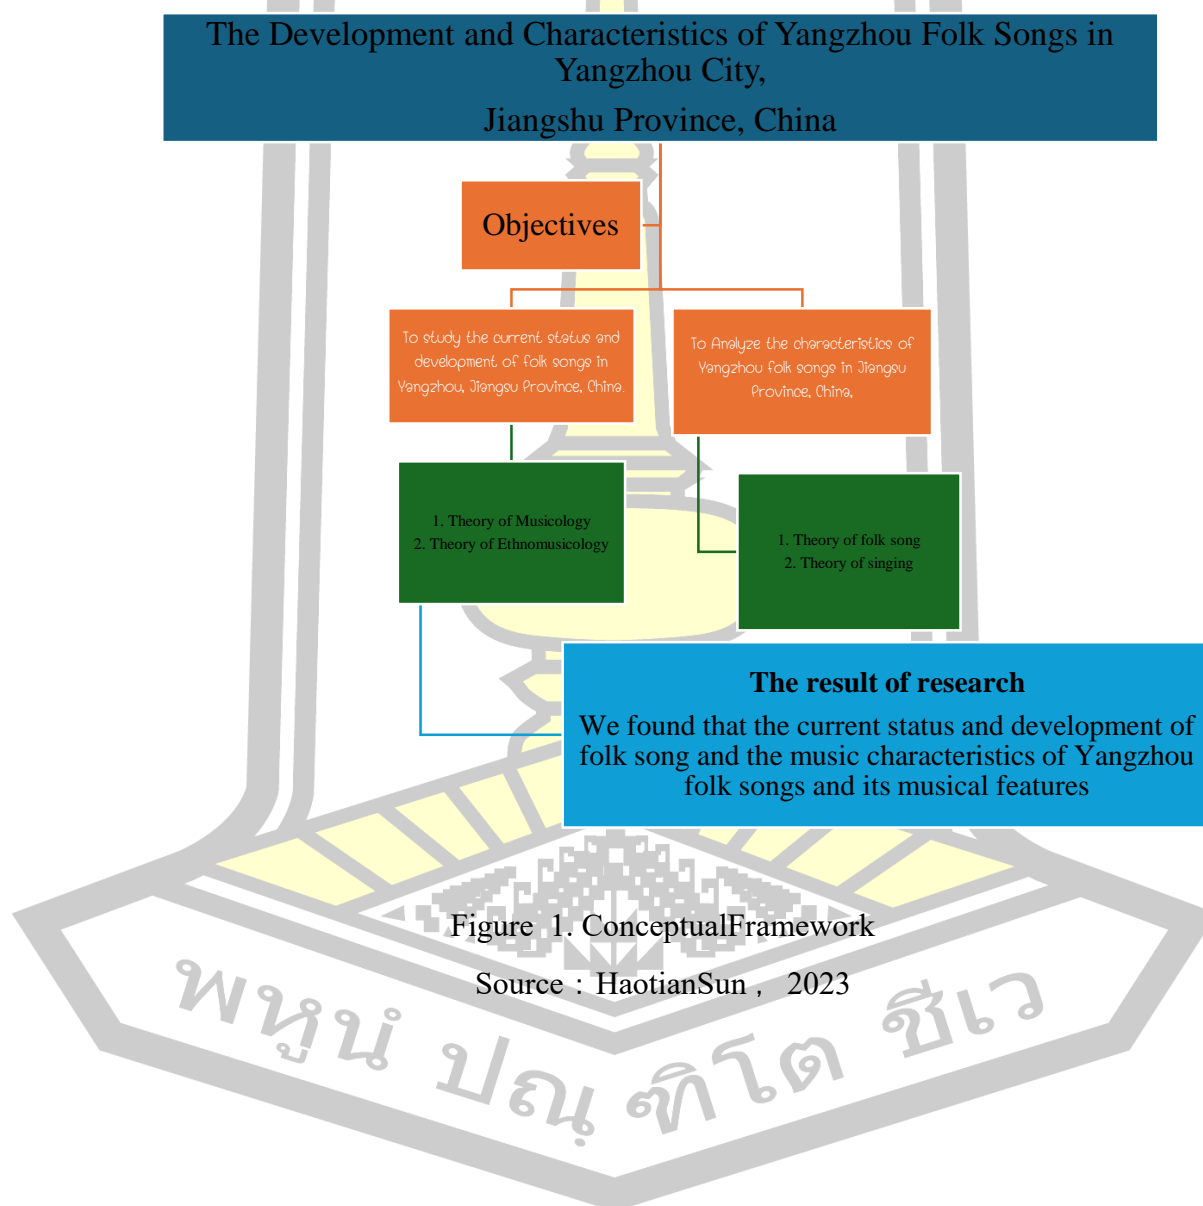 The Development and Characteristics of Yangzhou Folk Songs in
Yangzhou City,
Jiangshu Province, China
Objectives
To study the current status and
development of folk songs in
Yangzhou, Jiangsu Province, China.
To Analyze the characteristics of
Yangzhou folk songs in Jiangsu
Province, China,
1. Theory of Musicology
2. Theory of Ethnomusicology
1. Theory of folk song
2. Theory of singing
The result of research
We found that the current status and development of
folk song and the music characteristics of Yangzhou
folk songs and its musical features
Figure 1. ConceptualFramework
Source：HaotianSun， 2023
พหูนํ ปณฺฑิโต ชีเว